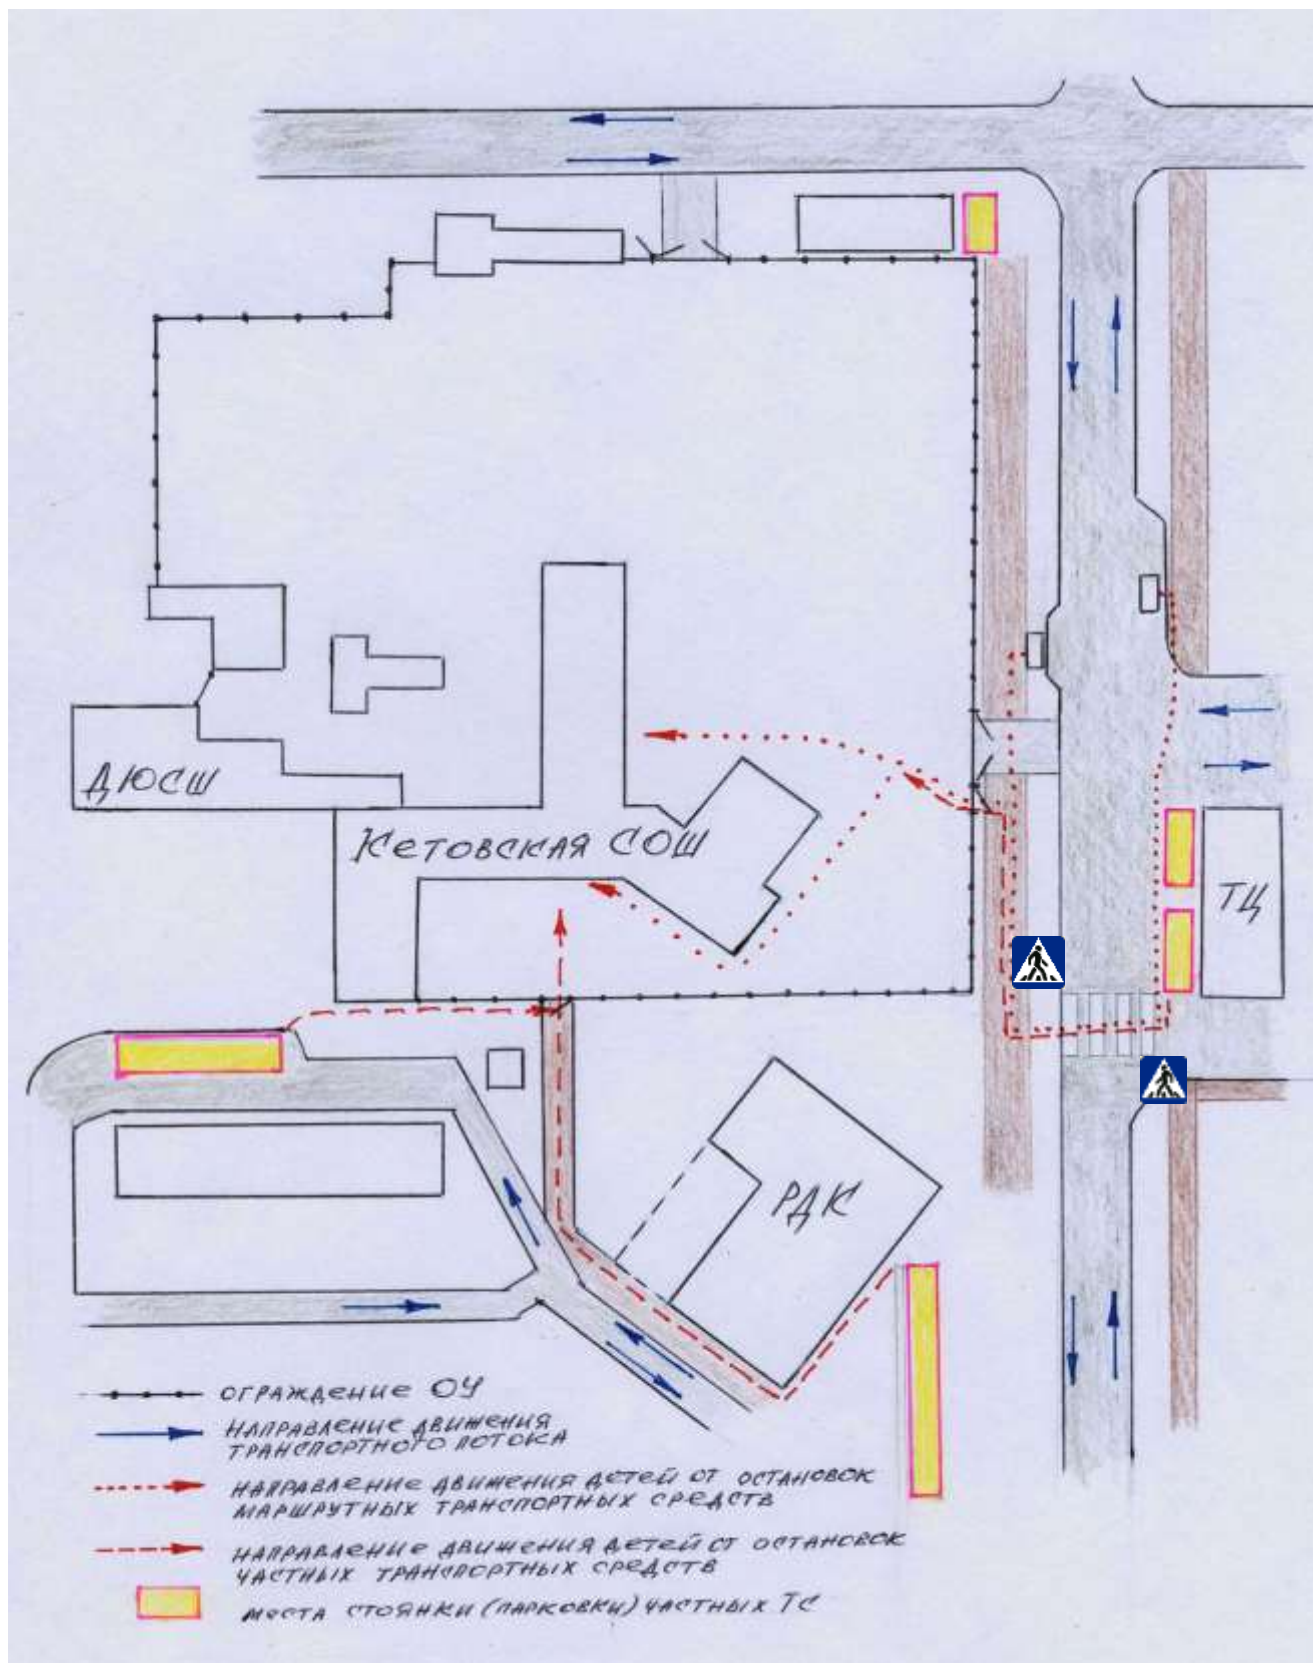 ДЮСШ
КЕТОВСКАЯ СОШ
ТЦ
РДК
ОГРАЖДЕНИЕ ОУ
НАПРАВЛЕНИЕ ДВИЖЕНИЯ
ТРАНСПОРТНОГО ПОТОКА
НАПРАВЛЕНИЕ ДВИЖЕНИЯ ДЕТЕЙ ОТ ОСТАНОВОК
МАРШРУТНЫХ ТРАНСПОРТНЫХ СРЕДСТВ
НАПРАВЛЕНИЕ ДВИЖЕНИЯ ДЕТЕЙ ОТ ОСТАНОВОК
ЧАСТНЫХ ТРАНСПОРТНЫХ СРЕДСТВ
МЕСТА СТОЯНКИ (ПАРКОВКИ) ЧАСТНЫХ ТС